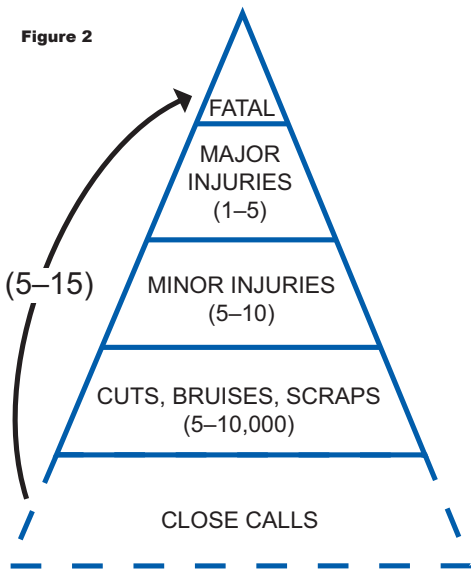 Figure 2
FATAL
MAJOR
INJURIES
(1–5)
(5–15)
MINOR INJURIES
(5–10)
CUTS, BRUISES, SCRAPS
(5–10,000)
CLOSE CALLS